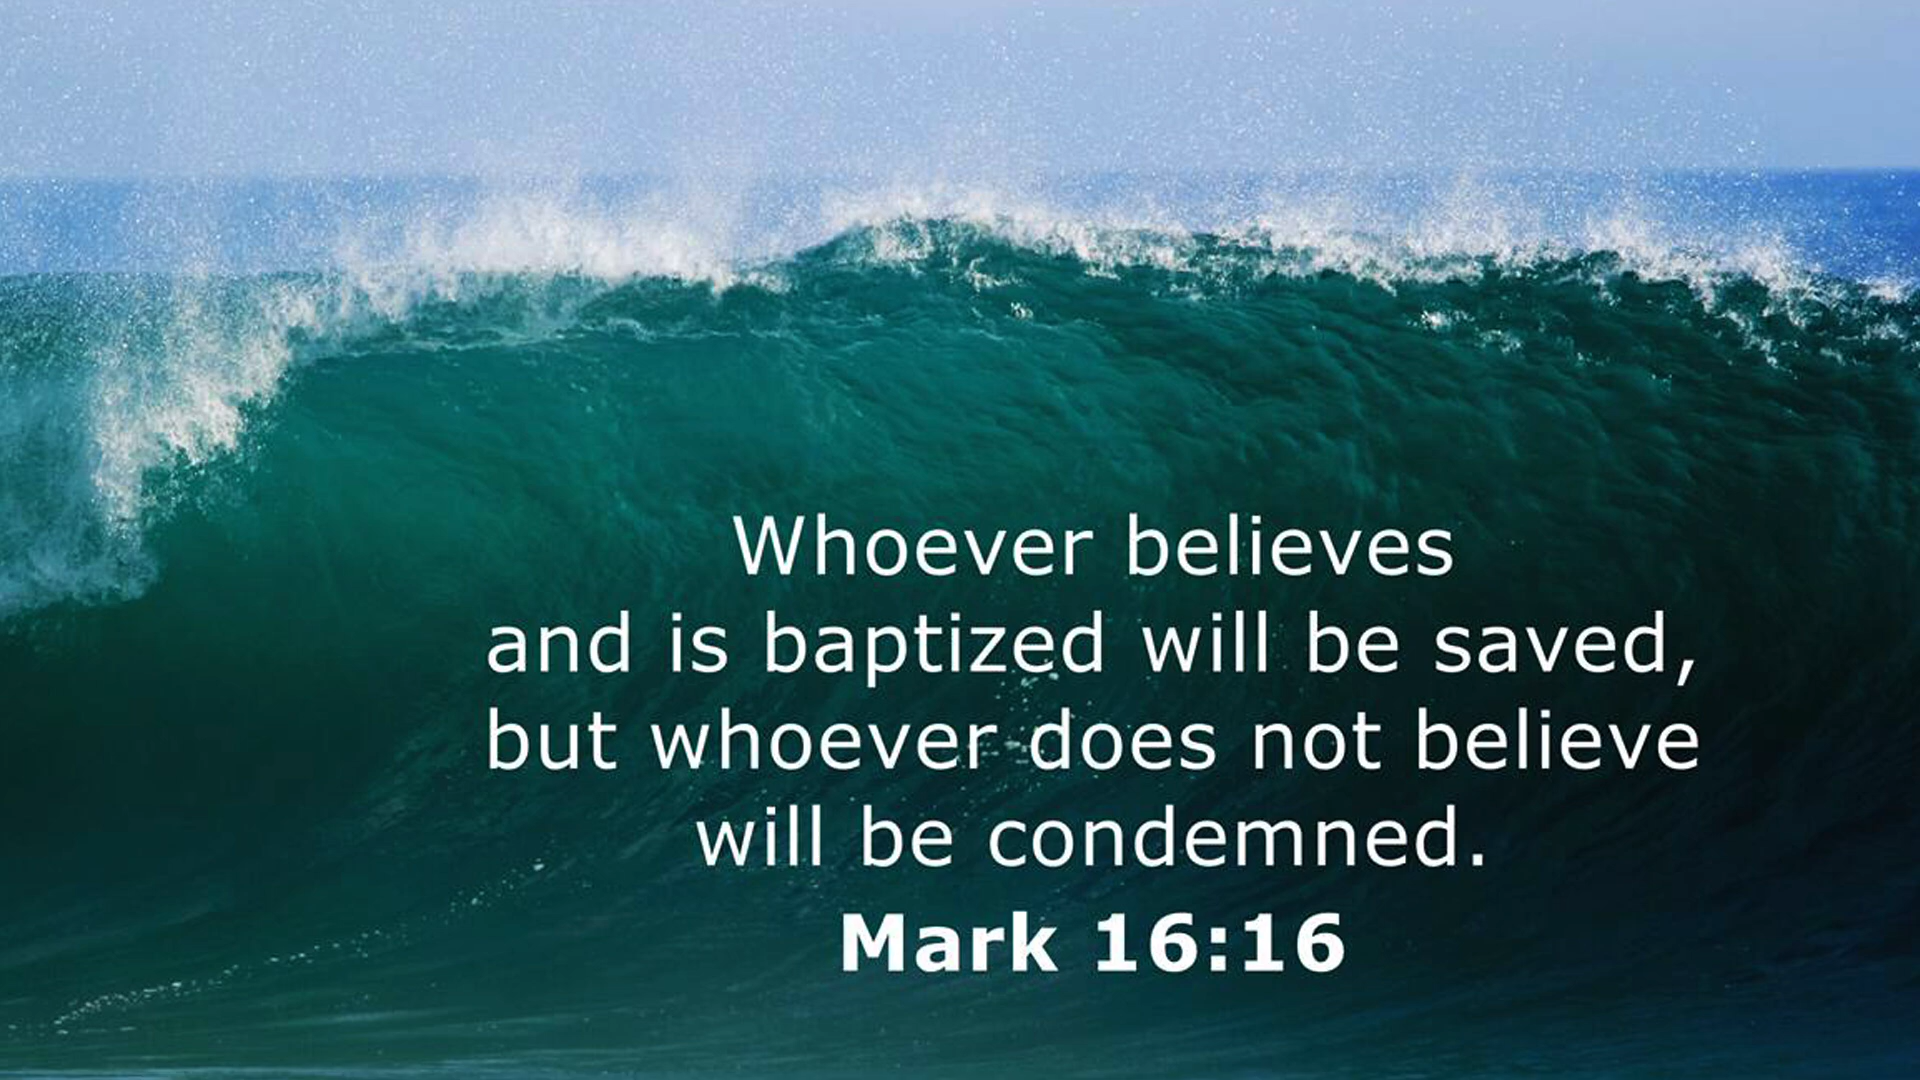 Whoever believes
and is baptized will be saved,
but whoever does not believe
will be condemned.
Mark 16:16